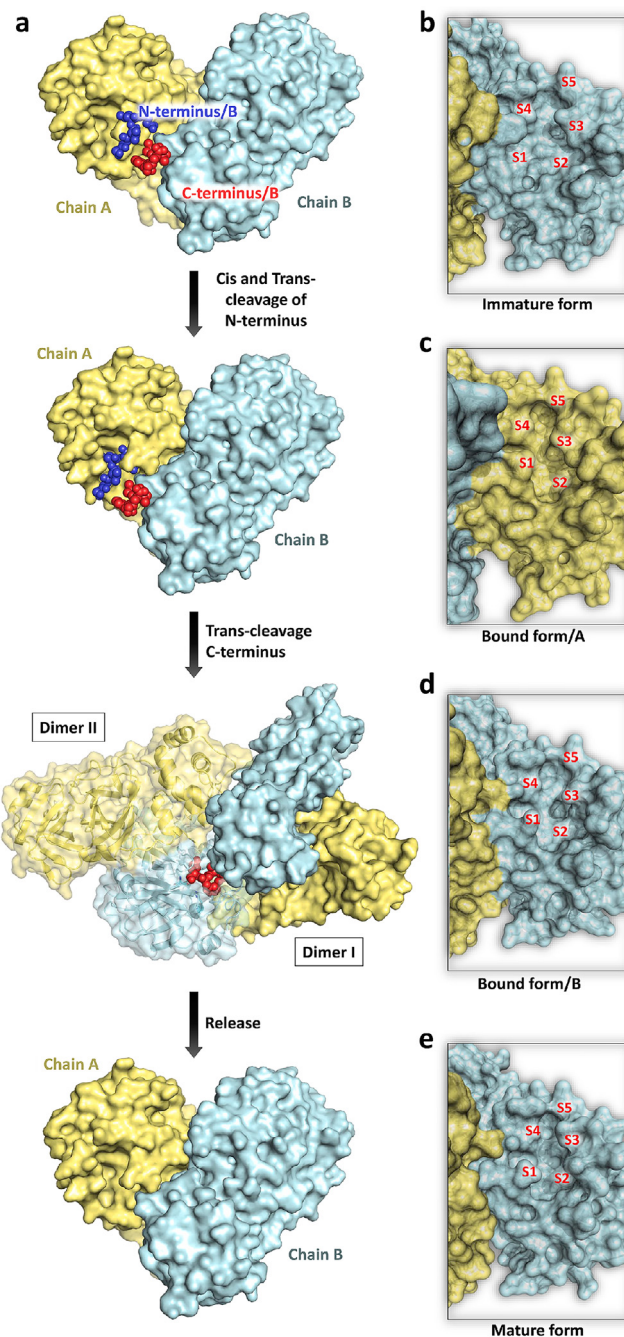 a
N-terminus/B
C-terminus/B
Chain A
Chain B
Cis and Trans-
cleavage of
N-terminus
Chain A
Chain B
Trans-cleavage
C-terminus
Dimer II
Dimer I
Release
Chain A
Chain B
b
S5
S4
S3
S1
S2
Immature form
c
S5
S4
S3
S1
S2
Bound form/A
d
S5
S4
S3
S1
S2
Bound form/B
e
S5
S4
S3
S1
S2
Mature form